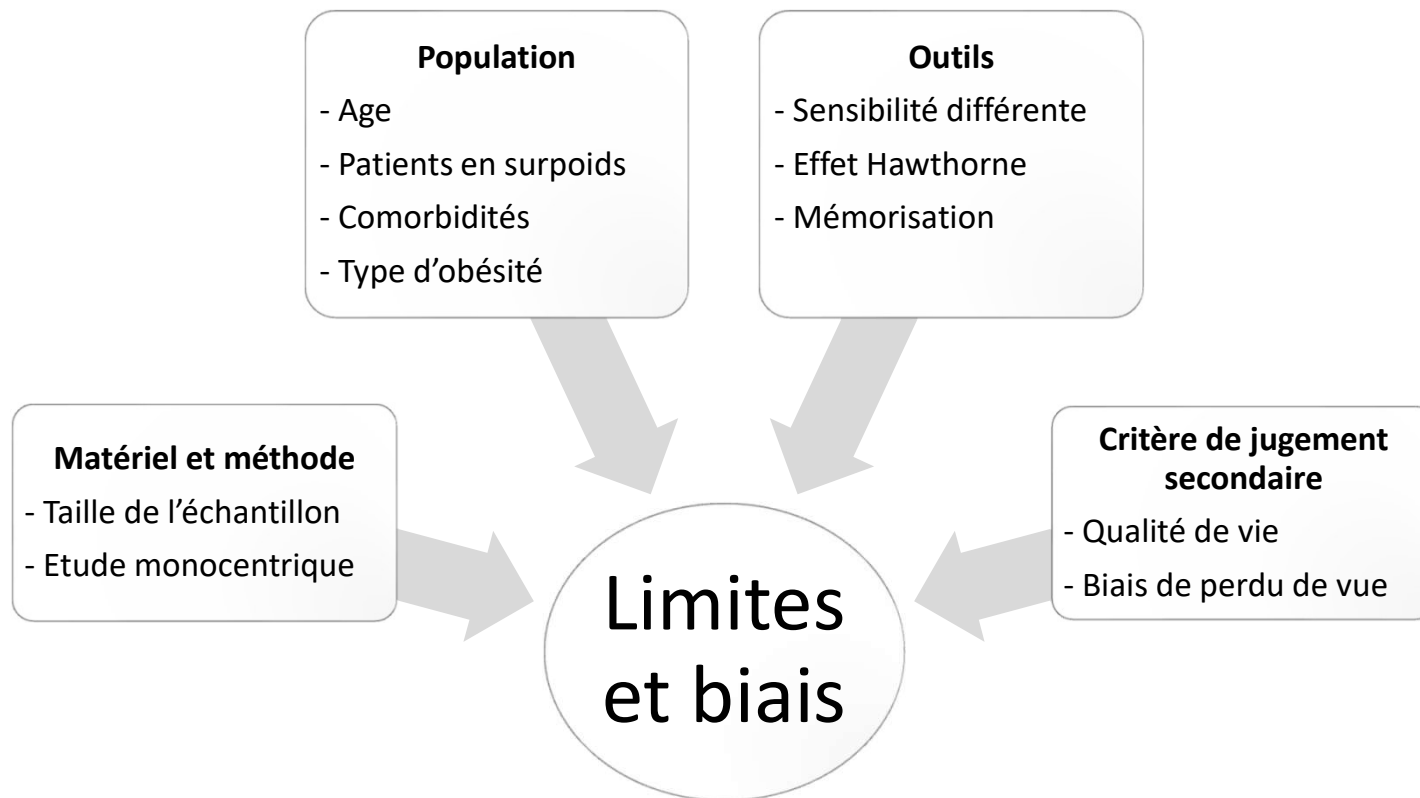 Population
- Age
- Patients en surpoids
- Comorbidités
- Type d’obésité
Outils
- Sensibilité différente
- Effet Hawthorne
- Mémorisation
Matériel et méthode
- Taille de l’échantillon
- Etude monocentrique
Critère de jugement
secondaire
- Qualité de vie
- Biais de perdu de vue
Limites
et biais